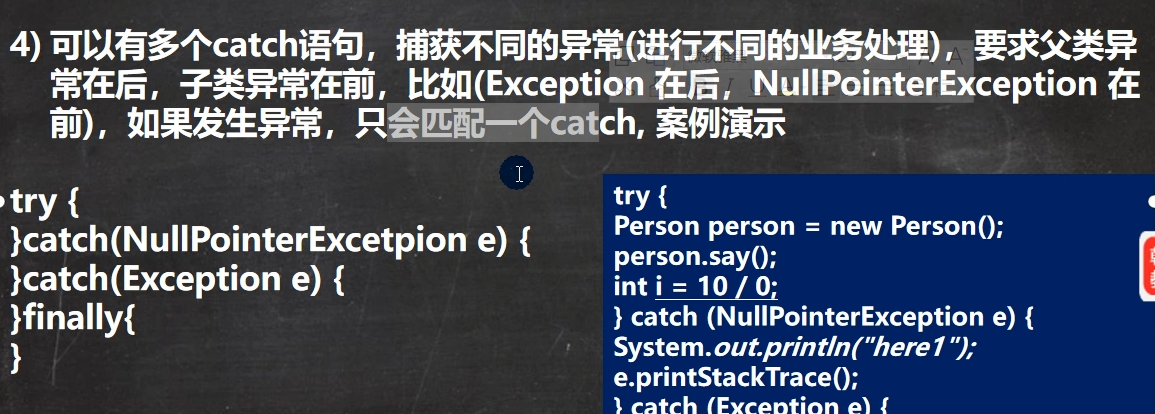 4) 可以有多个catch语句，捕获不同的异常(进行不同的业务处理)，要求父类异
常在后，子类异常在前，比如(Exception 在后，NullPointerException 在
前)，如果发生异常，只会匹配一个catch, 案例演示
try {
}catch(NullPointerExcetpion e) {
}catch(Exception e) {
}finally{
}
try {
Person person = new Person();
person.say();
int i = 10 / 0;
} catch (NullPointerException e) {
System.out.println("here1");
e.printStackTrace();
} catch (Exception e) {